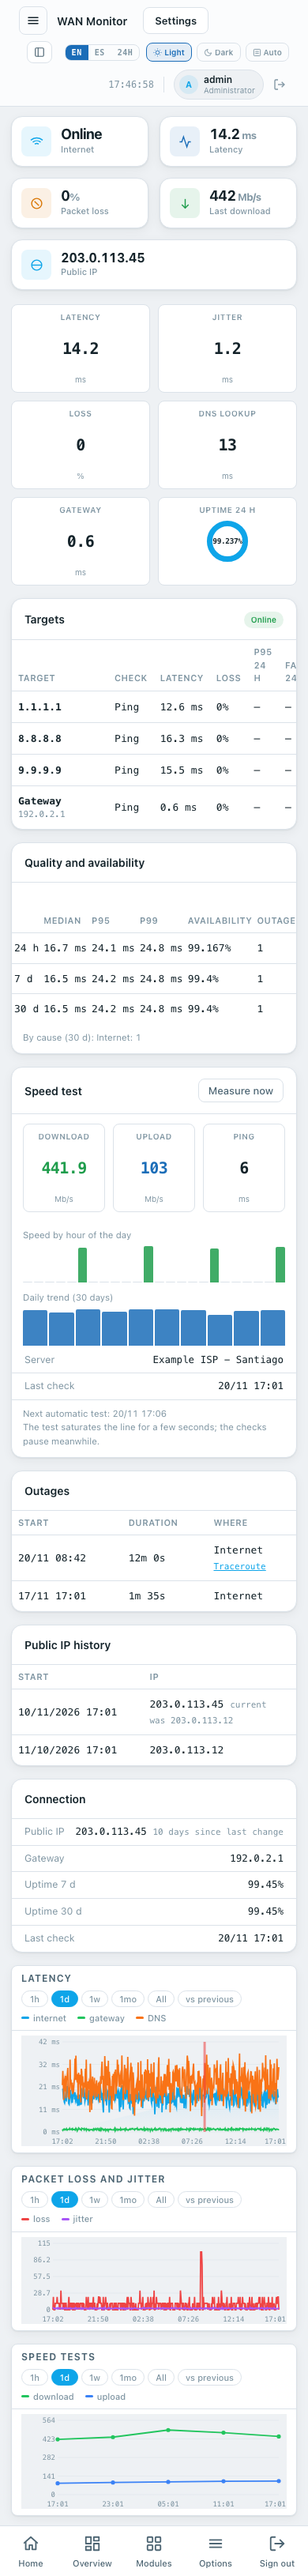 WAN Monitor
Settings
EN ES 24H Light Dark Auto
17:46:58 A admin
Administrator
Online
Internet
14.2 ms
Latency
0%
Packet loss
442 Mb/s
Last download
203.0.113.45
Public IP
LATENCY
14.2
ms
JITTER
1.2
ms
LOSS
0
%
DNS LOOKUP
13
ms
GATEWAY
0.6
ms
UPTIME 24 H
99.237%
Targets Online
TARGET CHECK LATENCY LOSS P95 24 H FA 24
1.1.1.1 Ping 12.6 ms 0% — —
8.8.8.8 Ping 16.3 ms 0% — —
9.9.9.9 Ping 15.5 ms 0% — —
Gateway
192.0.2.1 Ping 0.6 ms 0% — —
Quality and availability
MEDIAN P95 P99 AVAILABILITY OUTAGE
24 h 16.7 ms 24.1 ms 24.8 ms 99.167% 1
7 d 16.5 ms 24.2 ms 24.8 ms 99.4% 1
30 d 16.5 ms 24.2 ms 24.8 ms 99.4% 1
By cause (30 d): Internet: 1
Speed test Measure now
DOWNLOAD
441.9
Mb/s
UPLOAD
103
Mb/s
PING
6
ms
Speed by hour of the day
Daily trend (30 days)
Server Example ISP — Santiago
Last check 20/11 17:01
Next automatic test: 20/11 17:06
The test saturates the line for a few seconds; the checks
pause meanwhile.
Outages
START DURATION WHERE
20/11 08:42 12m 0s Internet
Traceroute
17/11 17:01 1m 35s Internet
Public IP history
START IP
10/11/2026 17:01 203.0.113.45 current
was 203.0.113.12
11/10/2026 17:01 203.0.113.12
Connection
Public IP 203.0.113.45 10 days since last change
Gateway 192.0.2.1
Uptime 7 d 99.45%
Uptime 30 d 99.45%
Last check 20/11 17:01
LATENCY
1h 1d 1w 1mo All vs previous
internet gateway DNS
42 ms
32 ms
21 ms
11 ms
0 ms
17:02 21:50 02:38 07:26 12:14 17:01
PACKET LOSS AND JITTER
1h 1d 1w 1mo All vs previous
loss jitter
115
86.2
57.5
28.7
0
17:02 21:50 02:38 07:26 12:14 17:01
SPEED TESTS
1h 1d 1w 1mo All vs previous
download upload
564
423
282
141
0
17:01 23:01 05:01 11:01 17:01
Home Overview Modules Options Sign out